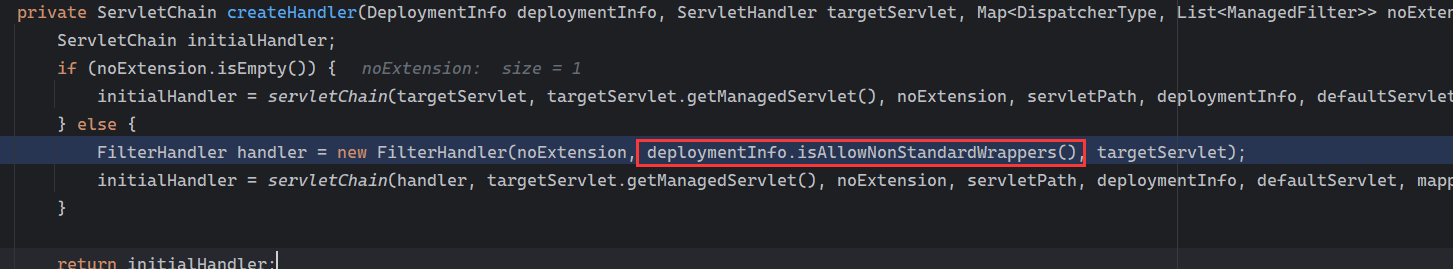 private ServletChain createHandler(DeploymentInfo deploymentInfo, ServletHandler targetServlet, Map<DispatcherType, List<ManagedFilter>> noExten
ServletChain initialHandler;
if (noExtension.isEmpty()) { noExtension: size = 1
initialHandler = servletChain(targetServlet, targetServlet.getManagedServlet(), noExtension, servletPath, deploymentInfo, defaultServlet
} else {
FilterHandler handler = new FilterHandler(noExtension, deploymentInfo.isAllowNonStandardWrappers(), targetServlet);
initialHandler = servletChain(handler, targetServlet.getManagedServlet(), noExtension, servletPath, deploymentInfo, defaultServlet, mapp
}
return initialHandler;